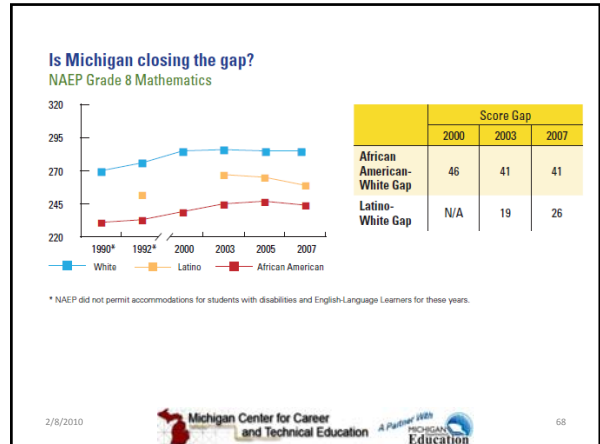 Is Michigan closing the gap?
NAEP Grade 8 Mathematics
320
295
270
245
220
1990* 1992* 2000 2003 2005 2007
White Latino African American
Score Gap
2000 2003 2007
African
American-
White Gap
46 41 41
Latino-
White Gap
N/A 19 26
* NAEP did not permit accommodations for students with disabilities and English-Language Learners for these years.
2/8/2010
Michigan Center for Career
and Technical Education
A Partner With
MICHIGAN
Education
68